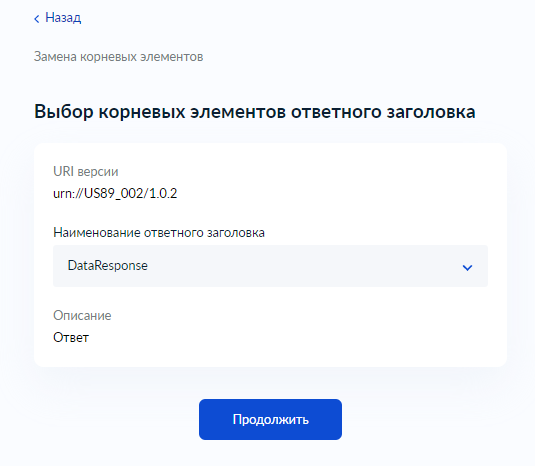 Назад
Замена корневых элементов
Выбор корневых элементов ответного заголовка
URI версии
urn://US89_002/1.0.2
Наименование ответного заголовка
DataResponse
Описание
Ответ
Продолжить